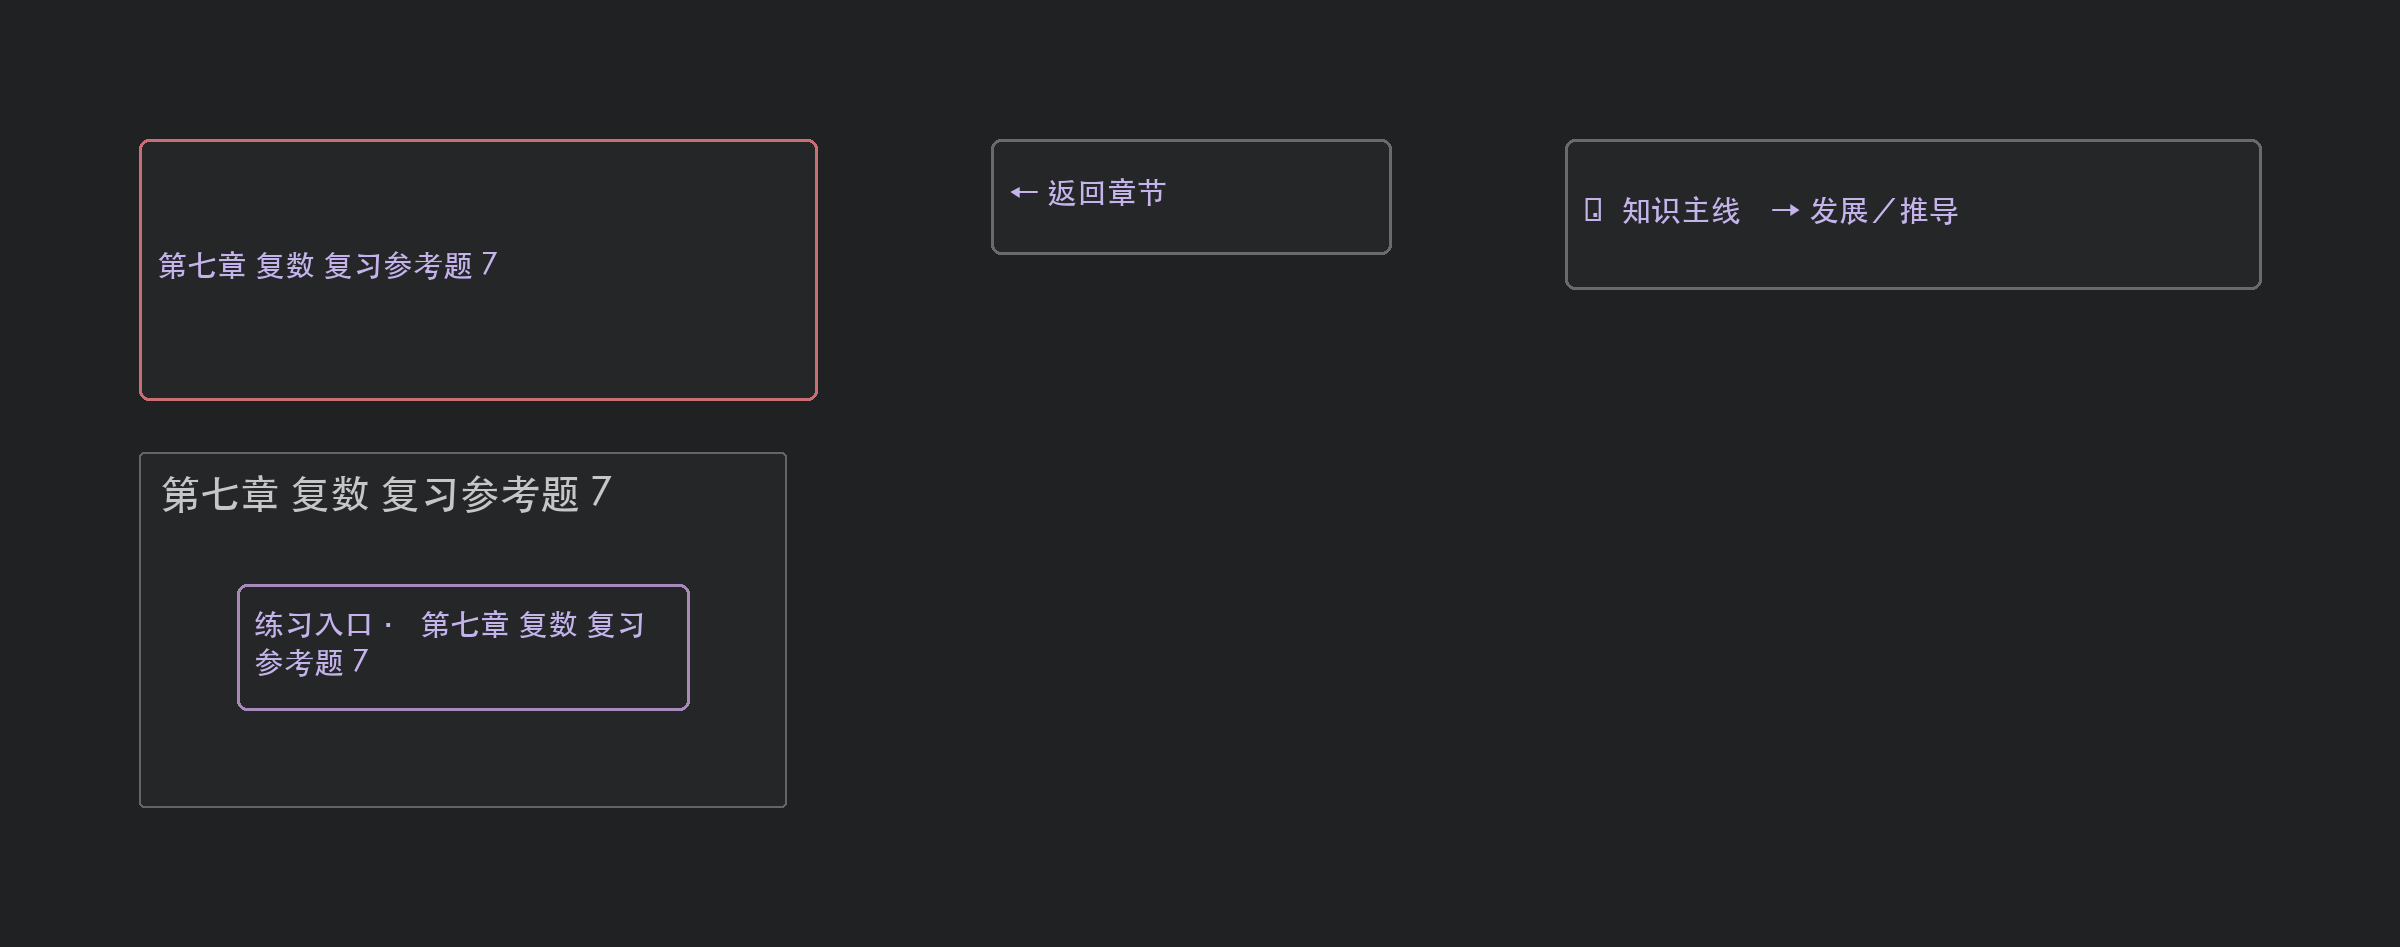 第七章 复数 复习参考题 7
← 返回章节
知识主线 → 发展／推导
第七章 复数 复习参考题 7
练习入口 · 第七章 复数 复习
参考题 7